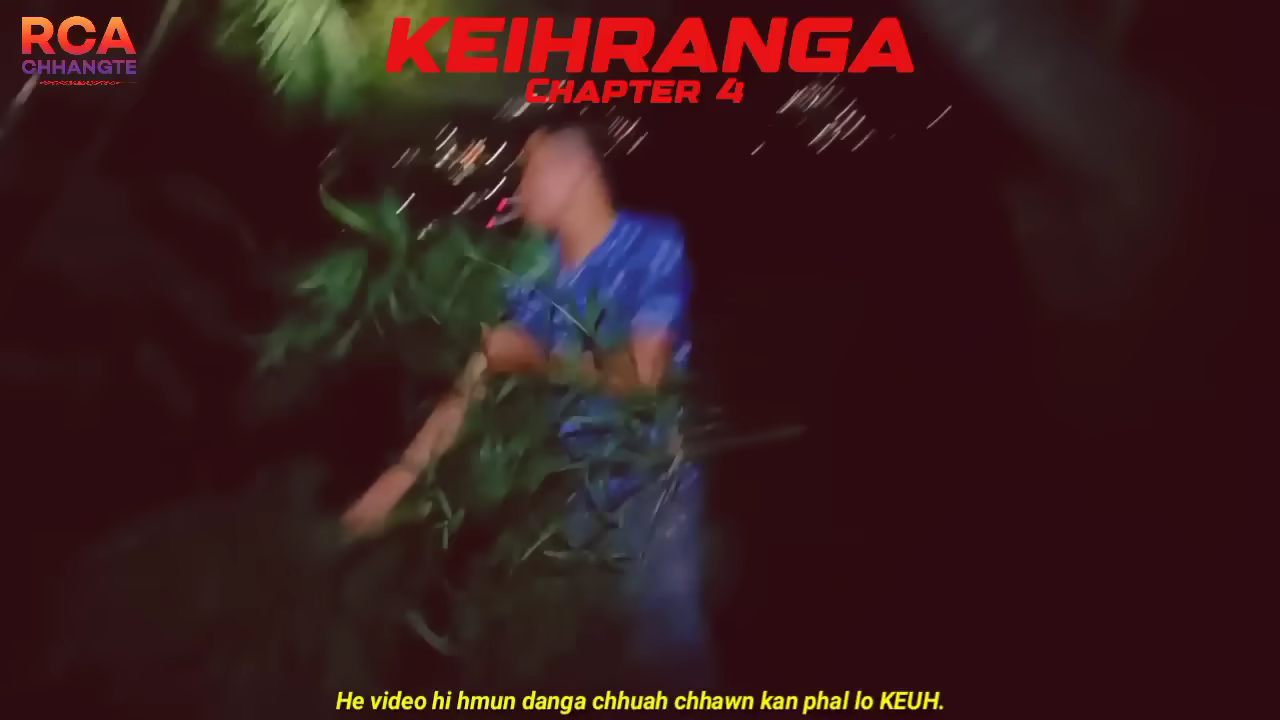 RCA
CHHANGTE
KEIHRANGA
CHAPTER 4
He video hi hmun danga chhuah chhawn kan phal lo KEUH.